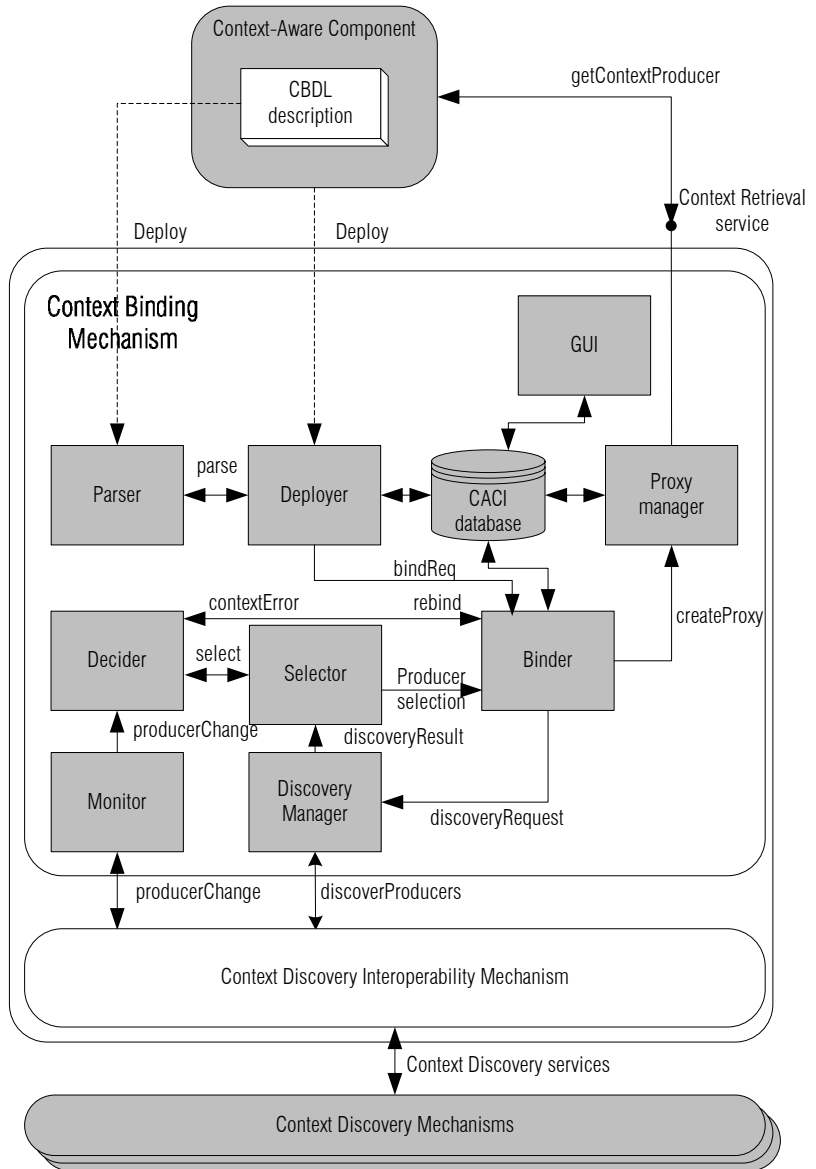 Context-Aware Component
CBDL
description
getContextProducer
Context Retrieval
service
Deploy
Deploy
Context Binding
Mechanism
GUI
Parser
parse
Deployer
CACI
database
Proxy
manager
bindReq
contextError
rebind
createProxy
Decider
select
Selector
Producer
selection
Binder
producerChange
discoveryResult
Monitor
Discovery
Manager
discoveryRequest
producerChange
discoverProducers
Context Discovery Interoperability Mechanism
Context Discovery services
Context Discovery Mechanisms